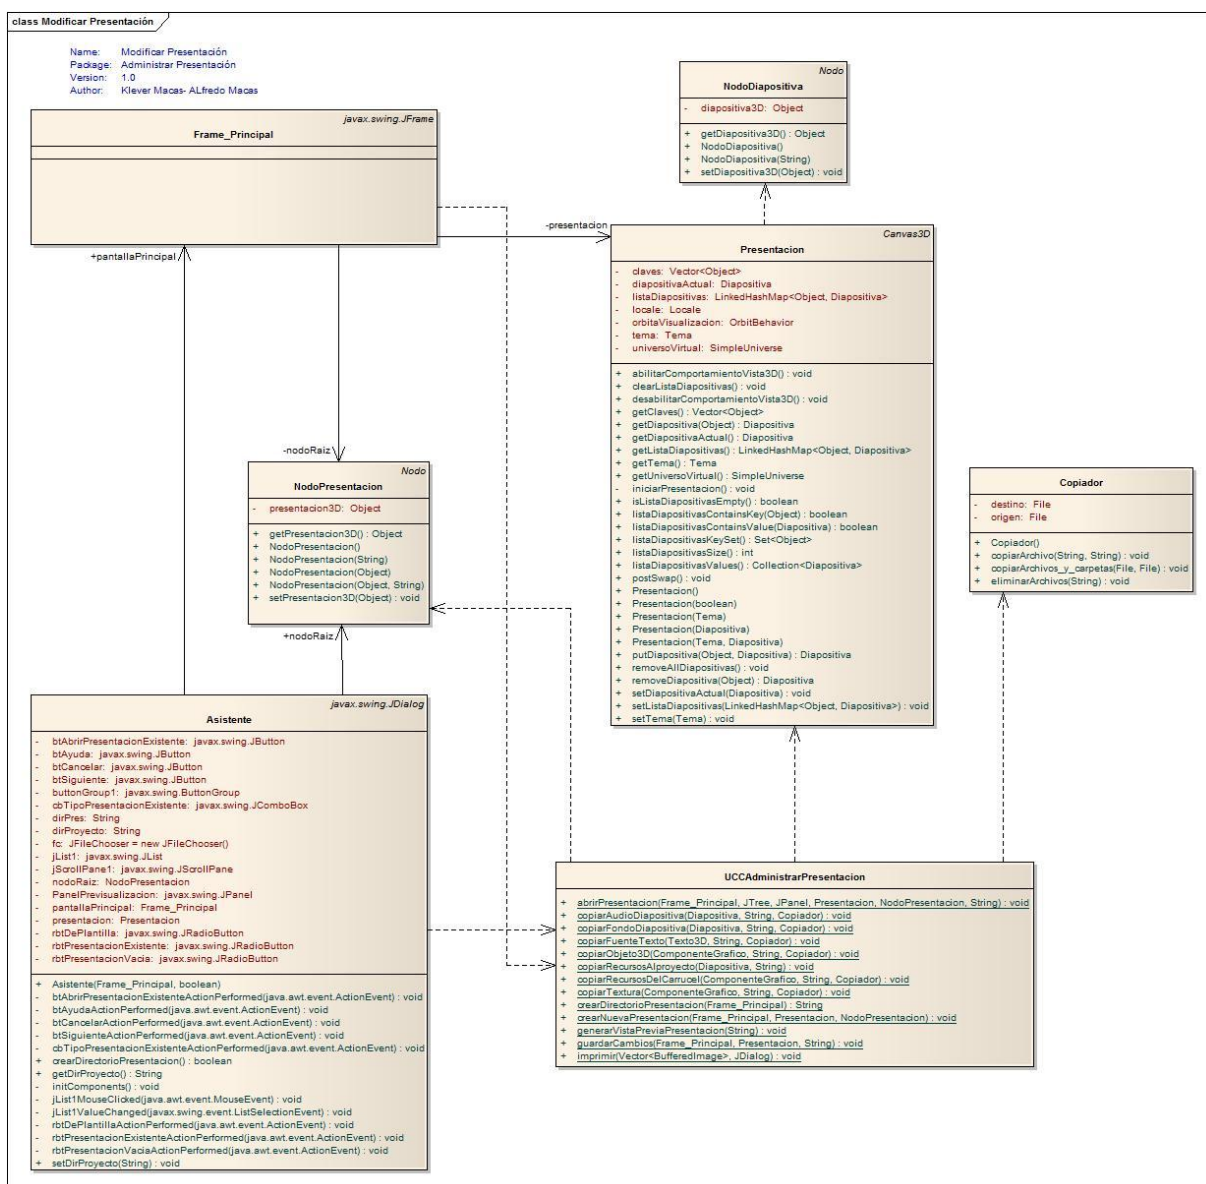 class Modificar Presentación
Name: Modificar Presentación
Package: Administrar Presentación
Version: 1.0
Author: Klever Macas- ALfredo Macas
Nodo
NodoDiapositiva
- diapositiva3D: Object
+ getDiapositiva3D() : Object
+ NodoDiapositiva()
+ NodoDiapositiva(String)
+ setDiapositiva3D(Object) : void
javax.swing.JFrame
Frame_Principal
-presentacion
+pantallaPrincipal
Canvas3D
Presentacion
- claves: Vector<Object>
- diapositivaActual: Diapositiva
- listaDiapositivas: LinkedHashMap<Object, Diapositiva>
- locale: Locale
- orbitaVisualizacion: OrbitBehavior
- tema: Tema
- universoVirtual: SimpleUniverse
+ abilitarComportamientoVista3D() : void
+ clearListaDiapositivas() : void
+ desabilitarComportamientoVista3D() : void
+ getClaves() : Vector<Object>
+ getDiapositiva(Object) : Diapositiva
+ getDiapositivaActual() : Diapositiva
+ getListaDiapositivas() : LinkedHashMap<Object, Diapositiva>
+ getTema() : Tema
+ getUniversoVirtual() : SimpleUniverse
- iniciarPresentacion() : void
+ isListaDiapositivasEmpty() : boolean
+ listaDiapositivasContainsKey(Object) : boolean
+ listaDiapositivasContainsValue(Diapositiva) : boolean
+ listaDiapositivasKeySet() : Set<Object>
+ listaDiapositivasSize() : int
+ listaDiapositivasValues() : Collection<Diapositiva>
+ postSwap() : void
+ Presentacion()
+ Presentacion(boolean)
+ Presentacion(Tema)
+ Presentacion(Diapositiva)
+ Presentacion(Tema, Diapositiva)
+ putDiapositiva(Object, Diapositiva) : Diapositiva
+ removeAllDiapositivas() : void
+ removeDiapositiva(Object) : Diapositiva
+ setDiapositivaActual(Diapositiva) : void
+ setListaDiapositivas(LinkedHashMap<Object, Diapositiva>) : void
+ setTema(Tema) : void
-nodoRaiz
Nodo
NodoPresentacion
- presentacion3D: Object
+ getPresentacion3D() : Object
+ NodoPresentacion()
+ NodoPresentacion(String)
+ NodoPresentacion(Object)
+ NodoPresentacion(Object, String)
+ setPresentacion3D(Object) : void
+nodoRaiz
Copiador
- destino: File
- origen: File
+ Copiador()
+ copiarArchivo(String, String) : void
+ copiarArchivos_y_carpetas(File, File) : void
+ eliminarArchivos(String) : void
javax.swing.JDialog
Asistente
- btAbrirPresentacionExistente: javax.swing.JButton
- btAyuda: javax.swing.JButton
- btCancelar: javax.swing.JButton
- btSiguiente: javax.swing.JButton
- buttonGroup1: javax.swing.ButtonGroup
- cbTipoPresentacionExistente: javax.swing.JComboBox
- dirPres: String
- dirProyecto: String
- fc: JFileChooser = new JFileChooser()
- jList1: javax.swing.JList
- jScrollPane1: javax.swing.JScrollPane
- nodoRaiz: NodoPresentacion
- PanelPrevisualizacion: javax.swing.JPanel
- pantallaPrincipal: Frame_Principal
- presentacion: Presentacion
- rbtDePlantilla: javax.swing.JRadioButton
- rbtPresentacionExistente: javax.swing.JRadioButton
- rbtPresentacionVacia: javax.swing.JRadioButton
+ Asistente(Frame_Principal, boolean)
- btAbrirPresentacionExistenteActionPerformed(java.awt.event.ActionEvent) : void
- btAyudaActionPerformed(java.awt.event.ActionEvent) : void
- btCancelarActionPerformed(java.awt.event.ActionEvent) : void
- btSiguienteActionPerformed(java.awt.event.ActionEvent) : void
- cbTipoPresentacionExistenteActionPerformed(java.awt.event.ActionEvent) : void
+ crearDirectorioPresentacion() : boolean
+ getDirProyecto() : String
- initComponents() : void
- jList1MouseClicked(java.awt.event.MouseEvent) : void
- jList1ValueChanged(javax.swing.event.ListSelectionEvent) : void
- rbtDePlantillaActionPerformed(java.awt.event.ActionEvent) : void
- rbtPresentacionExistenteActionPerformed(java.awt.event.ActionEvent) : void
- rbtPresentacionVaciaActionPerformed(java.awt.event.ActionEvent) : void
+ setDirProyecto(String) : void
UCCAdministrarPresentacion
+ abrirPresentacion(Frame_Principal, JTree, JPanel, Presentacion, NodoPresentacion, String) : void
+ copiarAudioDiapositiva(Diapositiva, String, Copiador) : void
+ copiarFondoDiapositiva(Diapositiva, String, Copiador) : void
+ copiarFuenteTexto(Texto3D, String, Copiador) : void
+ copiarObjeto3D(ComponenteGrafico, String, Copiador) : void
+ copiarRecursosAlproyecto(Diapositiva, String) : void
+ copiarRecursosDelCarrucel(ComponenteGrafico, String, Copiador) : void
+ copiarTextura(ComponenteGrafico, String, Copiador) : void
+ crearDirectorioPresentacion(Frame_Principal) : String
+ crearNuevaPresentacion(Frame_Principal, Presentacion, NodoPresentacion) : void
+ generarVistaPreviaPresentacion(String) : void
+ guardarCambios(Frame_Principal, Presentacion, String) : void
+ imprimir(Vector<BufferedImage>, JDialog) : void